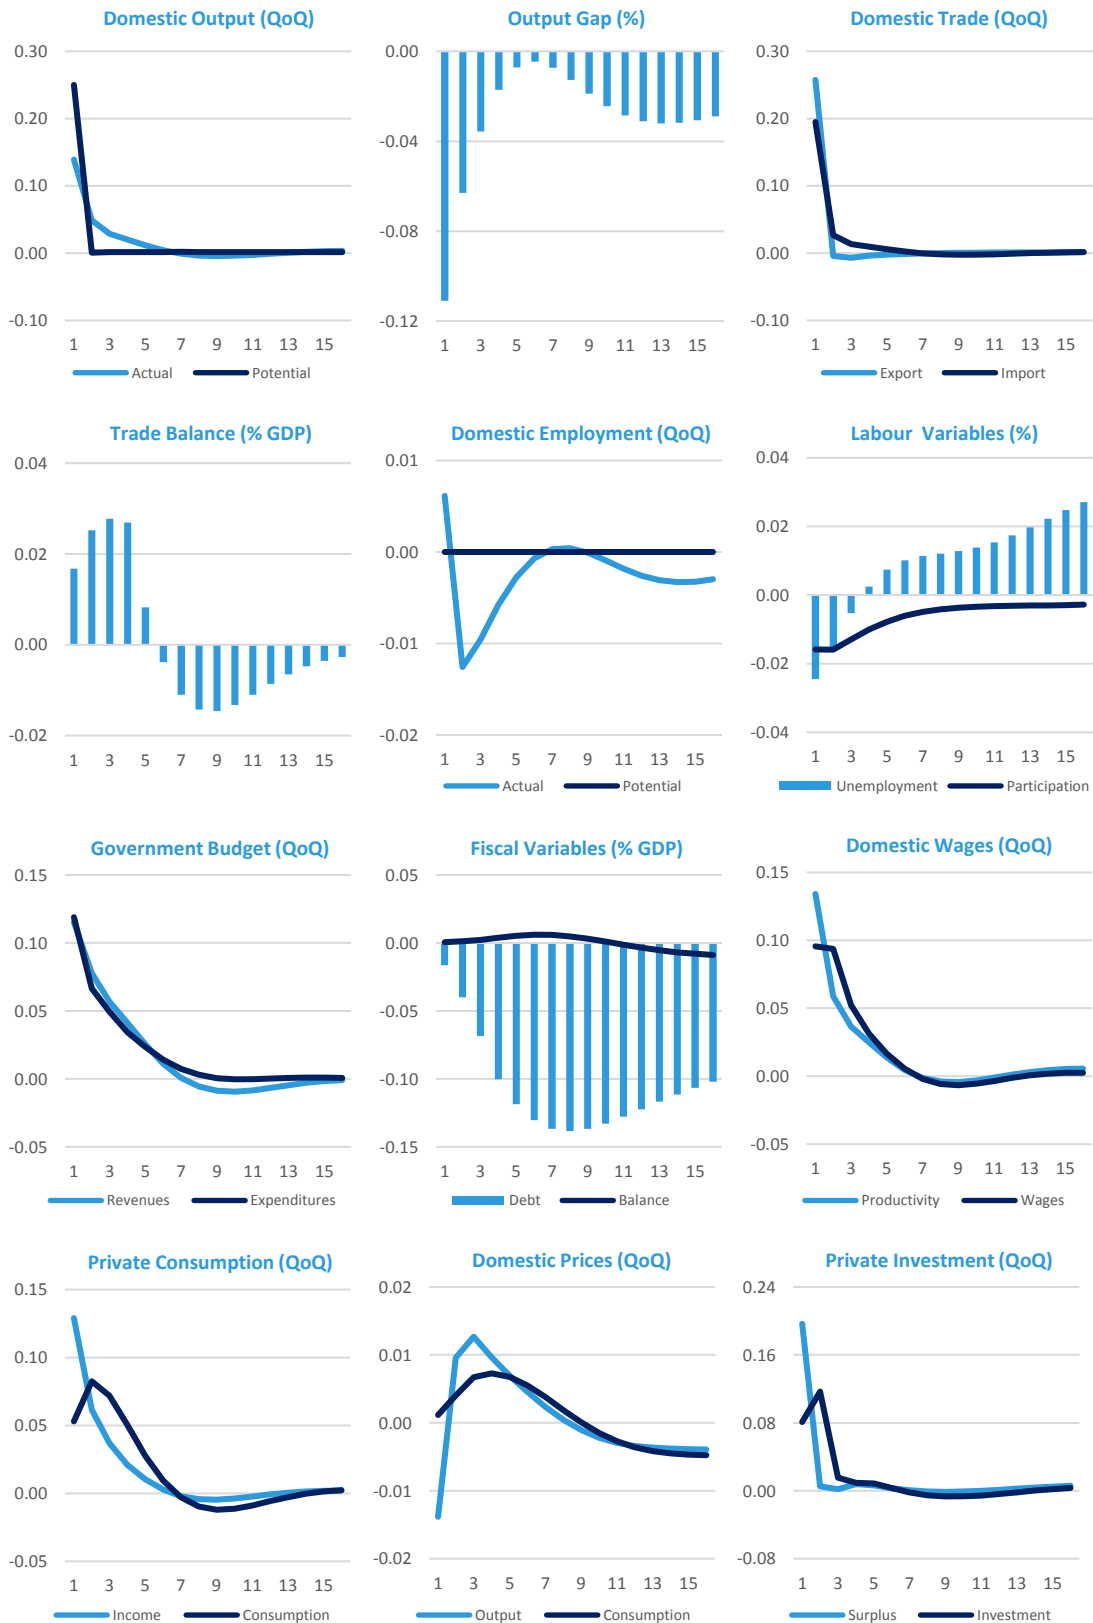 Domestic Output (QoQ)
0.30
0.20
0.10
0.00
-0.10
1 3 5 7 9 11 13 15
Actual Potential
Output Gap (%)
0.00
-0.04
-0.08
-0.12
1 3 5 7 9 11 13 15
Domestic Trade (QoQ)
0.30
0.20
0.10
0.00
-0.10
1 3 5 7 9 11 13 15
Export Import
Trade Balance (% GDP)
0.04
0.02
0.00
-0.02
1 3 5 7 9 11 13 15
Domestic Employment (QoQ)
0.01
0.00
-0.01
-0.02
1 3 5 7 9 11 13 15
Actual Potential
Labour Variables (%)
0.04
0.02
0.00
-0.02
-0.04
1 3 5 7 9 11 13 15
Unemployment Participation
Government Budget (QoQ)
0.15
0.10
0.05
0.00
-0.05
1 3 5 7 9 11 13 15
Revenues Expenditures
Fiscal Variables (% GDP)
0.05
0.00
-0.05
-0.10
-0.15
1 3 5 7 9 11 13 15
Debt Balance
Domestic Wages (QoQ)
0.15
0.10
0.05
0.00
-0.05
1 3 5 7 9 11 13 15
Productivity Wages
Private Consumption (QoQ)
0.15
0.10
0.05
0.00
-0.05
1 3 5 7 9 11 13 15
Income Consumption
Domestic Prices (QoQ)
0.02
0.01
0.00
-0.01
-0.02
1 3 5 7 9 11 13 15
Output Consumption
Private Investment (QoQ)
0.24
0.16
0.08
0.00
-0.08
1 3 5 7 9 11 13 15
Surplus Investment